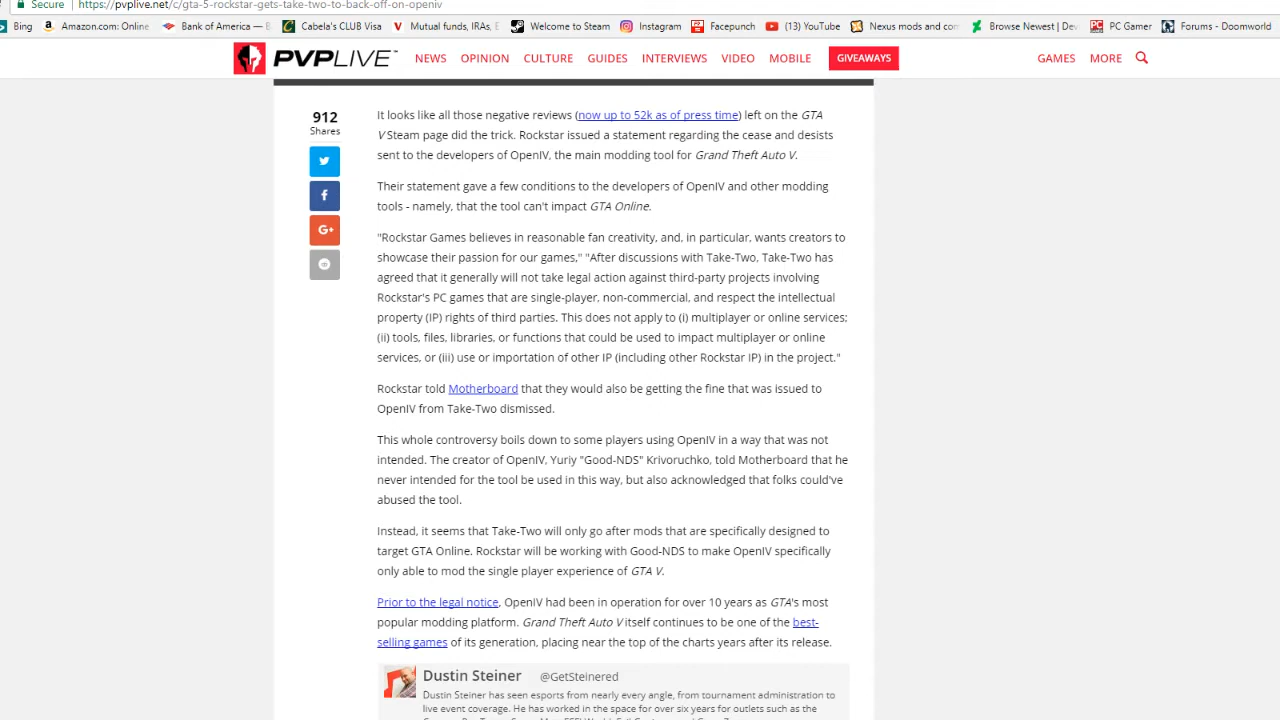 Secure https://pvplive.net/c/gta-5-rockstar-gets-take-two-to-back-off-on-openiv
Bing Amazon.com: Online Bank of America — B Cabela's CLUB Visa Mutual funds, IRAs, E Welcome to Steam Instagram Facepunch (13) YouTube Nexus mods and com Browse Newest | Dev PC Gamer Forums - Doomworld
PVPLIVE™ NEWS OPINION CULTURE GUIDES INTERVIEWS VIDEO MOBILE GIVEAWAYS GAMES MORE
912
Shares
It looks like all those negative reviews (now up to 52k as of press time) left on the GTA
V Steam page did the trick. Rockstar issued a statement regarding the cease and desists
sent to the developers of OpenIV, the main modding tool for Grand Theft Auto V.
Their statement gave a few conditions to the developers of OpenIV and other modding
tools - namely, that the tool can't impact GTA Online.
"Rockstar Games believes in reasonable fan creativity, and, in particular, wants creators to
showcase their passion for our games," "After discussions with Take-Two, Take-Two has
agreed that it generally will not take legal action against third-party projects involving
Rockstar's PC games that are single-player, non-commercial, and respect the intellectual
property (IP) rights of third parties. This does not apply to (i) multiplayer or online services;
(ii) tools, files, libraries, or functions that could be used to impact multiplayer or online
services, or (iii) use or importation of other IP (including other Rockstar IP) in the project."
Rockstar told Motherboard that they would also be getting the fine that was issued to
OpenIV from Take-Two dismissed.
This whole controversy boils down to some players using OpenIV in a way that was not
intended. The creator of OpenIV, Yuriy "Good-NDS" Krivoruchko, told Motherboard that he
never intended for the tool be used in this way, but also acknowledged that folks could've
abused the tool.
Instead, it seems that Take-Two will only go after mods that are specifically designed to
target GTA Online. Rockstar will be working with Good-NDS to make OpenIV specifically
only able to mod the single player experience of GTA V.
Prior to the legal notice, OpenIV had been in operation for over 10 years as GTA's most
popular modding platform. Grand Theft Auto V itself continues to be one of the best-
selling games of its generation, placing near the top of the charts years after its release.
Dustin Steiner @GetSteinered
Dustin Steiner has seen esports from nearly every angle, from tournament administration to
live event coverage. He has worked in the space for over six years for outlets such as the